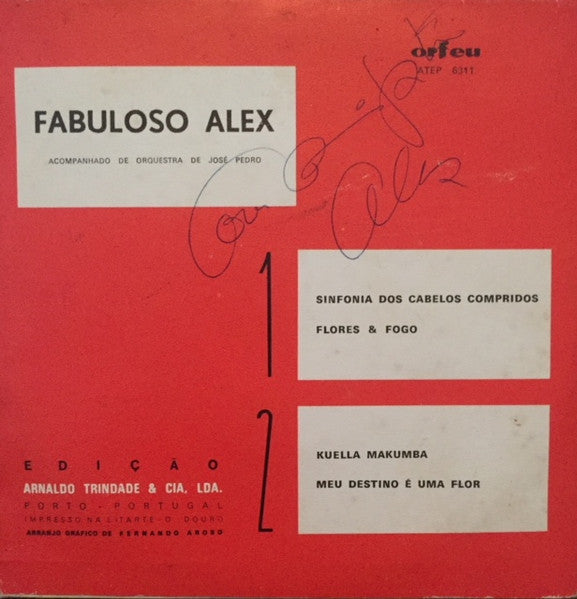 orfeu
ATEP 6311
FABULOSO ALEX
ACOMPANHADO DE ORQUESTRA DE JOSÉ PEDRO
Com
Alex
1
SINFONIA DOS CABELOS COMPRIDOS
FLORES & FOGO
2
KUELLA MAKUMBA
MEU DESTINO É UMA FLOR
EDIÇÃO
ARNALDO TRINDADE & CIA, LDA.
PORTO - PORTUGAL
IMPRESSO NA LITARTE - O. DOURO
ARRANJO GRÁFICO DE FERNANDO AROSO